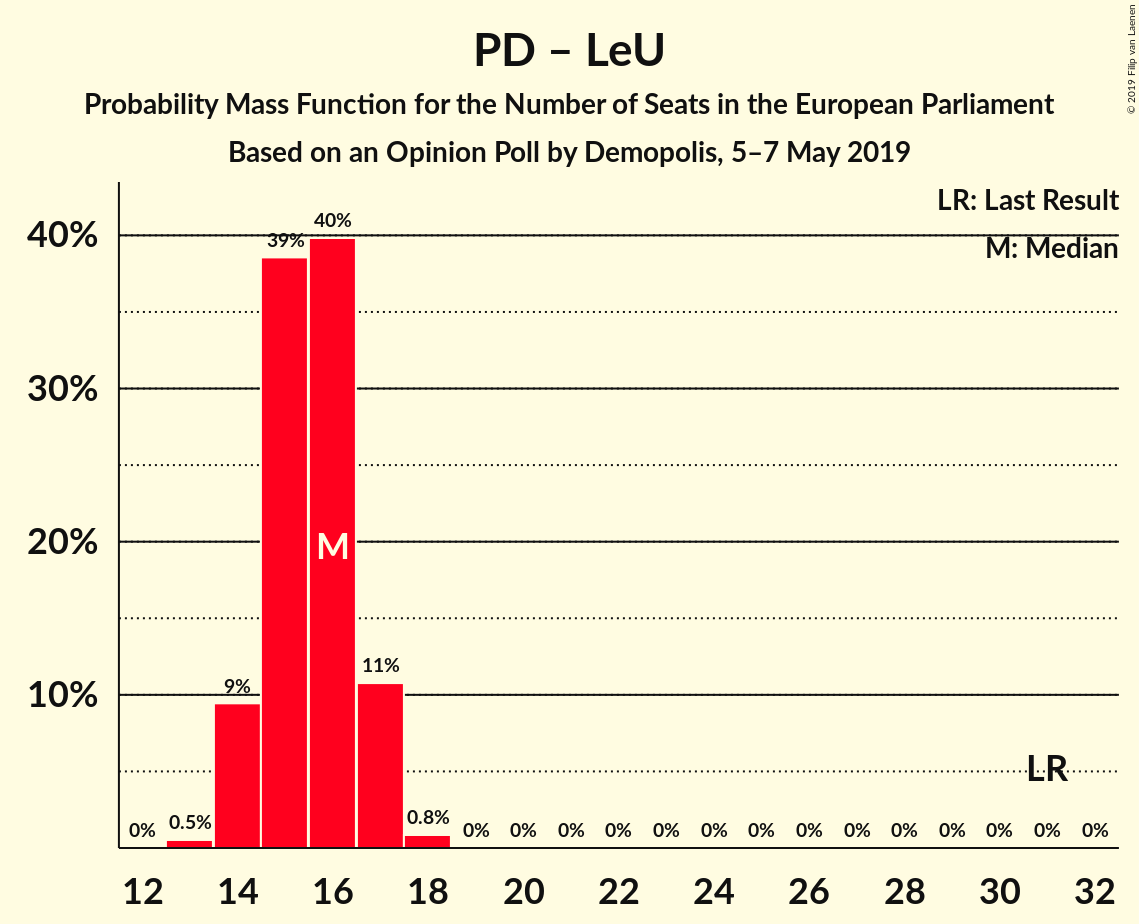 PD – LeU
Probability Mass Function for the Number of Seats in the European Parliament
Based on an Opinion Poll by Demopolis, 5–7 May 2019
© 2019 Filip van Laenen
LR: Last Result
M: Median
40%
30%
20%
10%
0%
0.5%
9%
39%
40%
11%
0.8%
0%
0%
0%
0%
0%
0%
0%
0%
0%
0%
0%
0%
0%
0%
M
LR
12 14 16 18 20 22 24 26 28 30 32